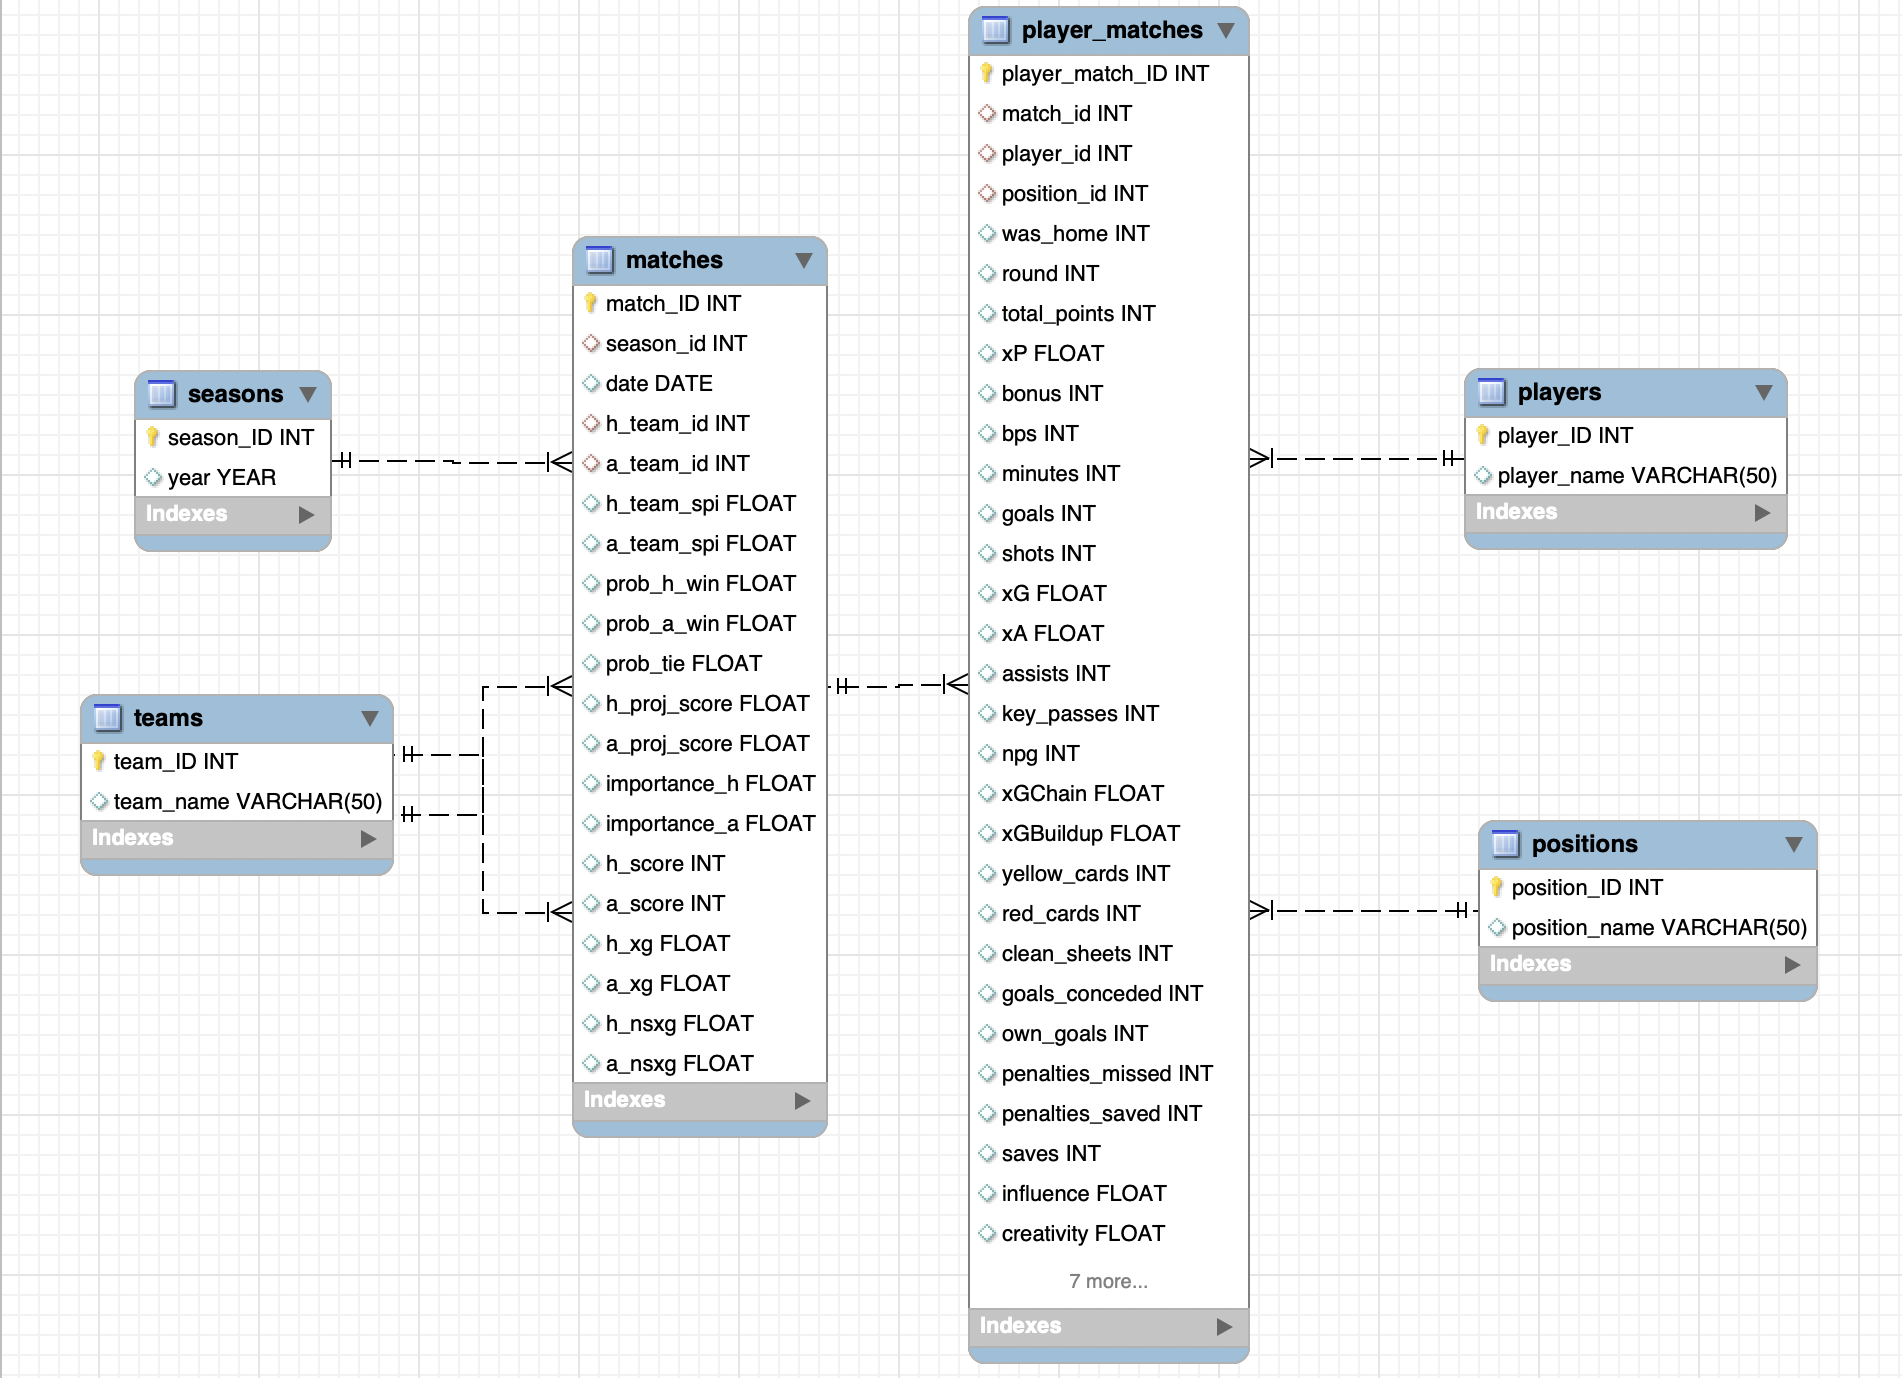 seasons
season_ID INT
year YEAR
Indexes
teams
team_ID INT
team_name VARCHAR(50)
Indexes
matches
match_ID INT
season_id INT
date DATE
h_team_id INT
a_team_id INT
h_team_spi FLOAT
a_team_spi FLOAT
prob_h_win FLOAT
prob_a_win FLOAT
prob_tie FLOAT
h_proj_score FLOAT
a_proj_score FLOAT
importance_h FLOAT
importance_a FLOAT
h_score INT
a_score INT
h_xg FLOAT
a_xg FLOAT
h_nsxg FLOAT
a_nsxg FLOAT
Indexes
player_matches
player_match_ID INT
match_id INT
player_id INT
position_id INT
was_home INT
round INT
total_points INT
xP FLOAT
bonus INT
bps INT
minutes INT
goals INT
shots INT
xG FLOAT
xA FLOAT
assists INT
key_passes INT
npg INT
xGChain FLOAT
xGBuildup FLOAT
yellow_cards INT
red_cards INT
clean_sheets INT
goals_conceded INT
own_goals INT
penalties_missed INT
penalties_saved INT
saves INT
influence FLOAT
creativity FLOAT
7 more...
Indexes
players
player_ID INT
player_name VARCHAR(50)
Indexes
positions
position_ID INT
position_name VARCHAR(50)
Indexes